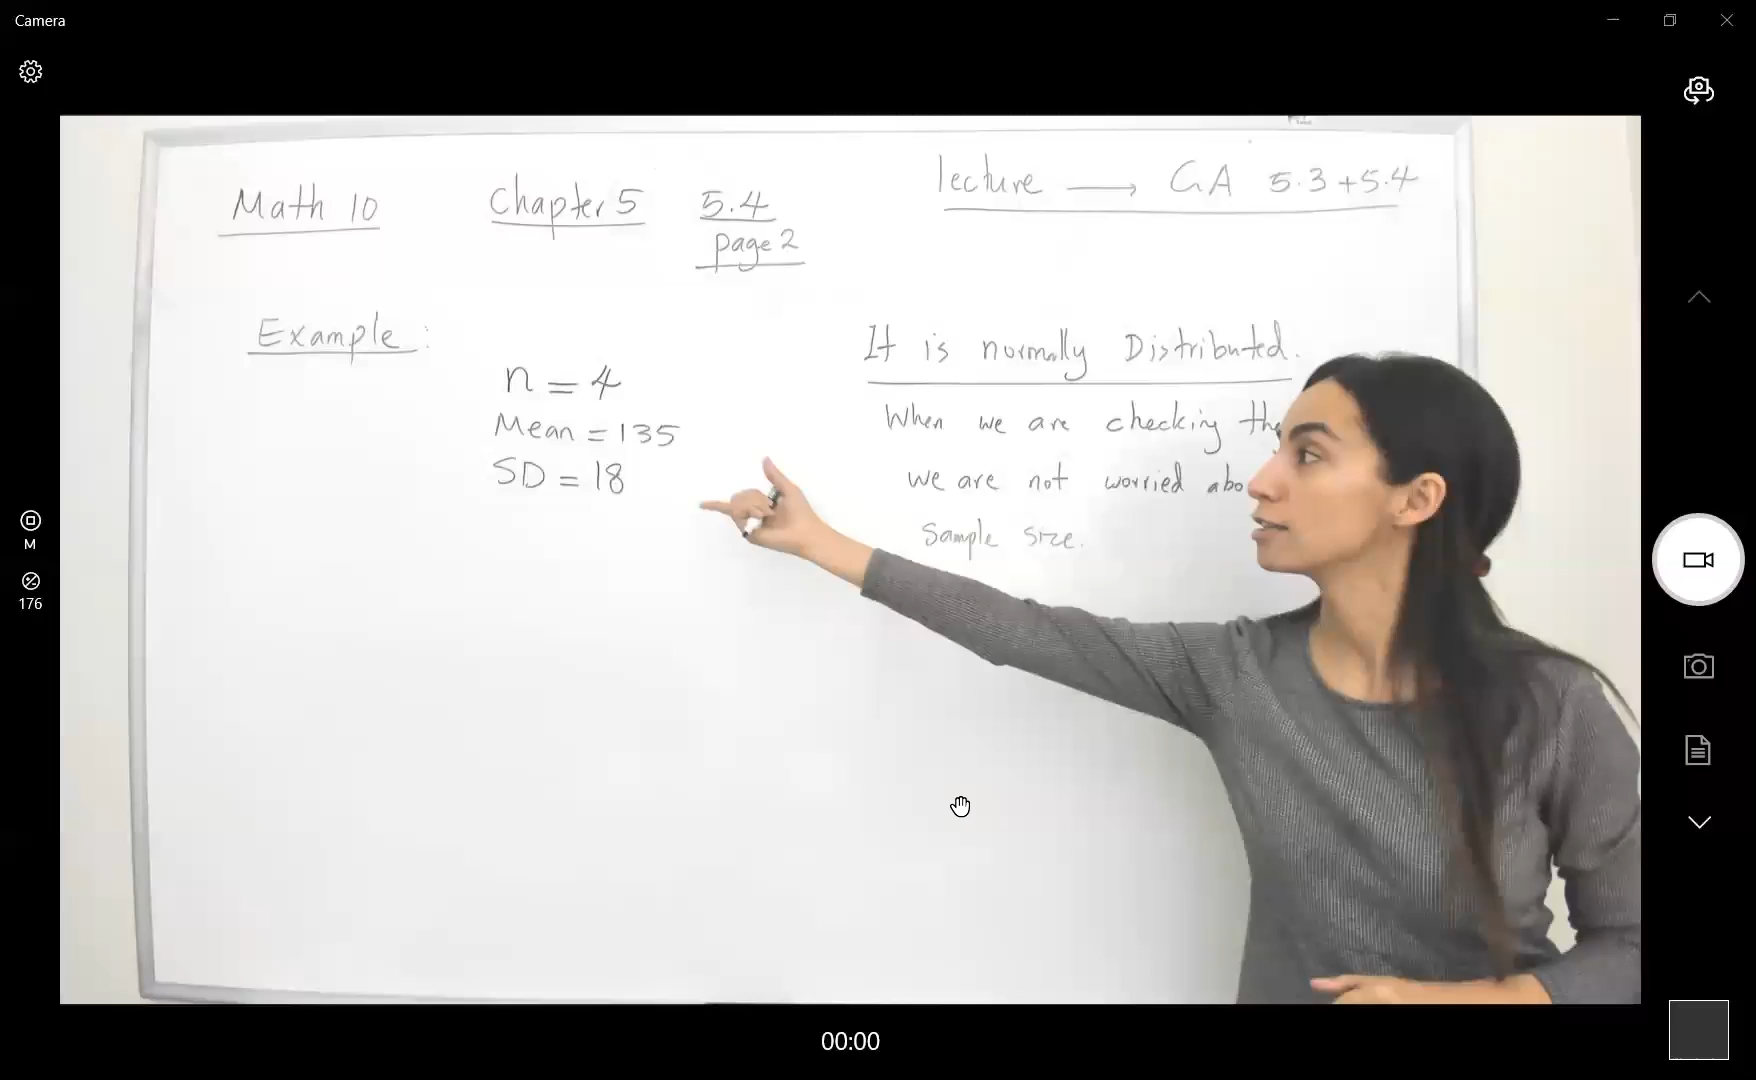 Camera
lecture → GA 5.3+5.4
Math 10 Chapter 5 5.4
page 2
Example:
It is normally Distributed.
n = 4
Mean = 135
SD = 18
When we are checking the
we are not worried abo
Sample size.
M
176
00:00